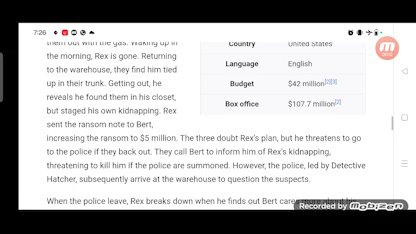 7:26
them out with the gas. Waking up in
the morning, Rex is gone. Returning
to the warehouse, they find him tied
up in their trunk. Getting out, he
reveals he found them in his closet,
but staged his own kidnapping. Rex
sent the ransom note to Bert,
increasing the ransom to $5 million. The three doubt Rex's plan, but he threatens to go
to the police if they back out. They call Bert to inform him of Rex's kidnapping,
threatening to kill him if the police are summoned. However, the police, led by Detective
Hatcher, subsequently arrive at the warehouse to question the suspects.
When the police leave, Rex breaks down when he finds out Bert cares more about his
Country United States
Language English
Budget $42 million[2][3]
Box office $107.7 million[2]
Recorded by Mobizen